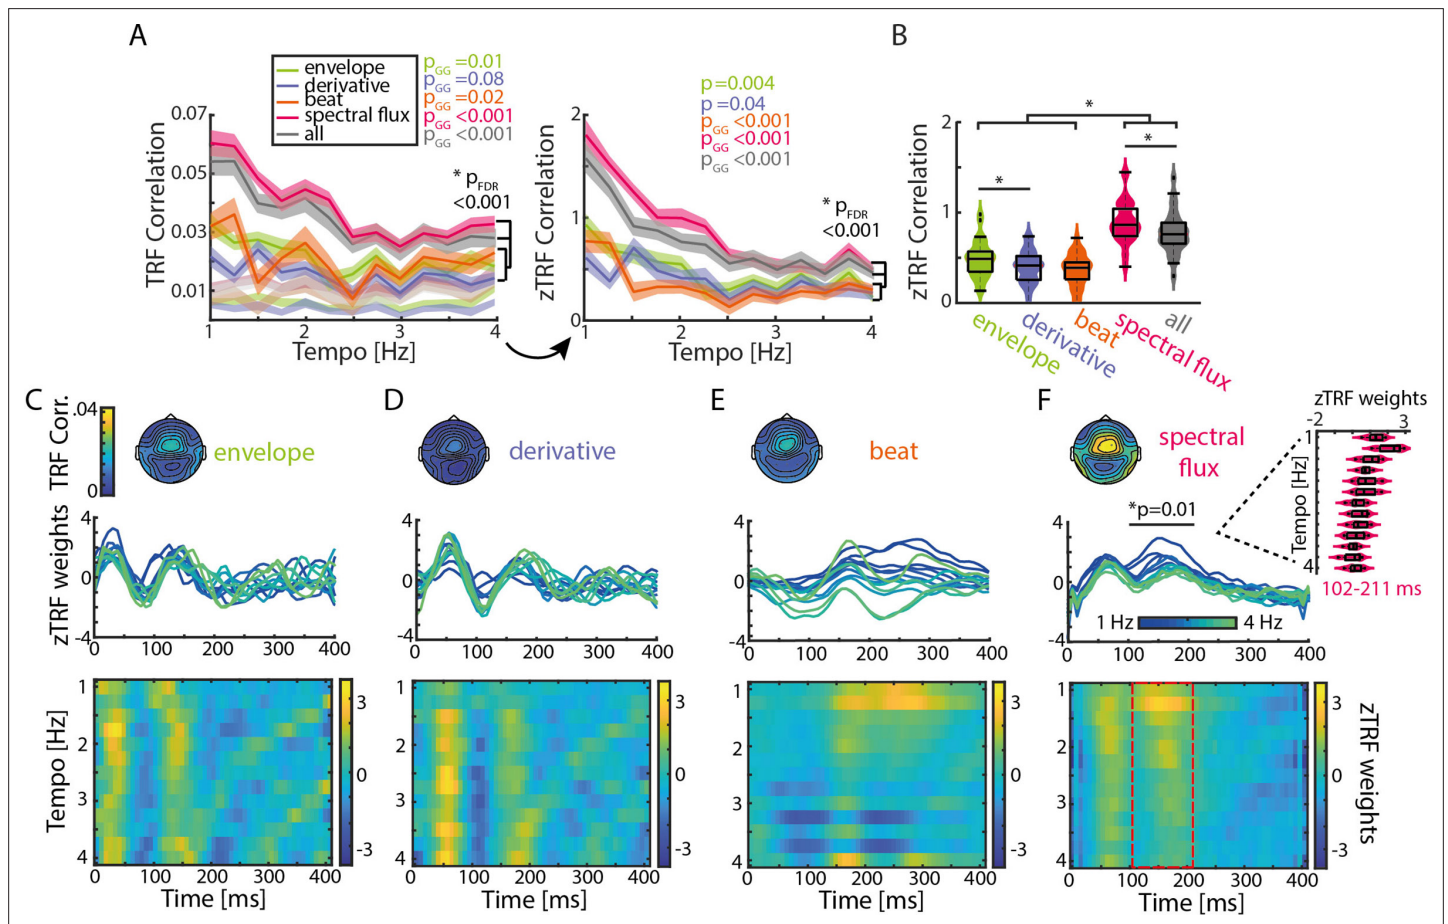 A
envelope
derivative
beat
spectral flux
all
pGG =0.01
pGG =0.08
pGG =0.02
pGG <0.001
pGG <0.001
* pFDR
<0.001
0.07
0.05
0.03
0.01
TRF Correlation
1
2
3
4
Tempo [Hz]
p=0.004
p=0.04
pGG <0.001
pGG <0.001
pGG <0.001
* pFDR
<0.001
2
1
0
zTRF Correlation
1
2
3
4
Tempo [Hz]
B
2
1
0
zTRF Correlation
*
*
*
envelope
derivative
beat
spectral flux
all
C
.04
0
TRF Corr.
envelope
4
0
-4
zTRF weights
0 100 200 300 400
1
2
3
4
Tempo [Hz]
0 100 200 300 400
Time [ms]
3
0
-3
D
derivative
4
0
-4
0 100 200 300 400
1
2
3
4
0 100 200 300 400
Time [ms]
3
0
-3
E
beat
4
0
-4
0 100 200 300 400
1
2
3
4
0 100 200 300 400
Time [ms]
3
0
-3
F
spectral
flux
*p=0.01
4
0
-4
1 Hz
4 Hz
0 100 200 300 400
zTRF weights
-2
3
1
4
Tempo [Hz]
102-211 ms
1
2
3
4
0 100 200 300 400
Time [ms]
3
0
-3
zTRF weights